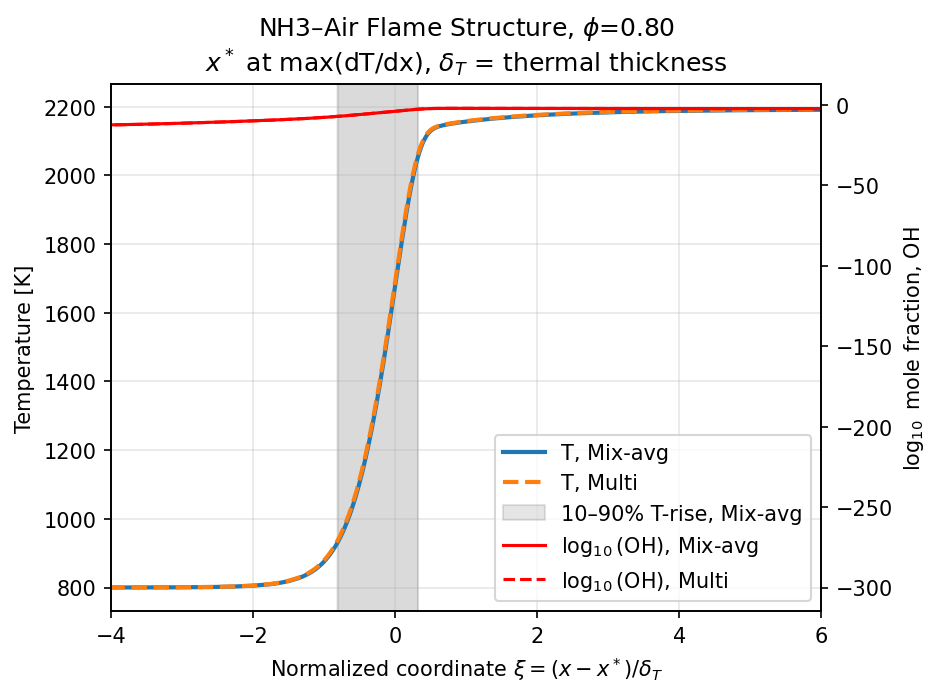 NH3–Air Flame Structure, ϕ=0.80
x* at max(dT/dx), δ_T = thermal thickness
Temperature [K]
2200
2000
1800
1600
1400
1200
1000
800
0
−50
−100
−150
−200
−250
−300
log₁₀ mole fraction, OH
T, Mix-avg
T, Multi
10–90% T-rise, Mix-avg
log₁₀(OH), Mix-avg
log₁₀(OH), Multi
−4
−2
0
2
4
6
Normalized coordinate ξ = (x − x*)/δ_T